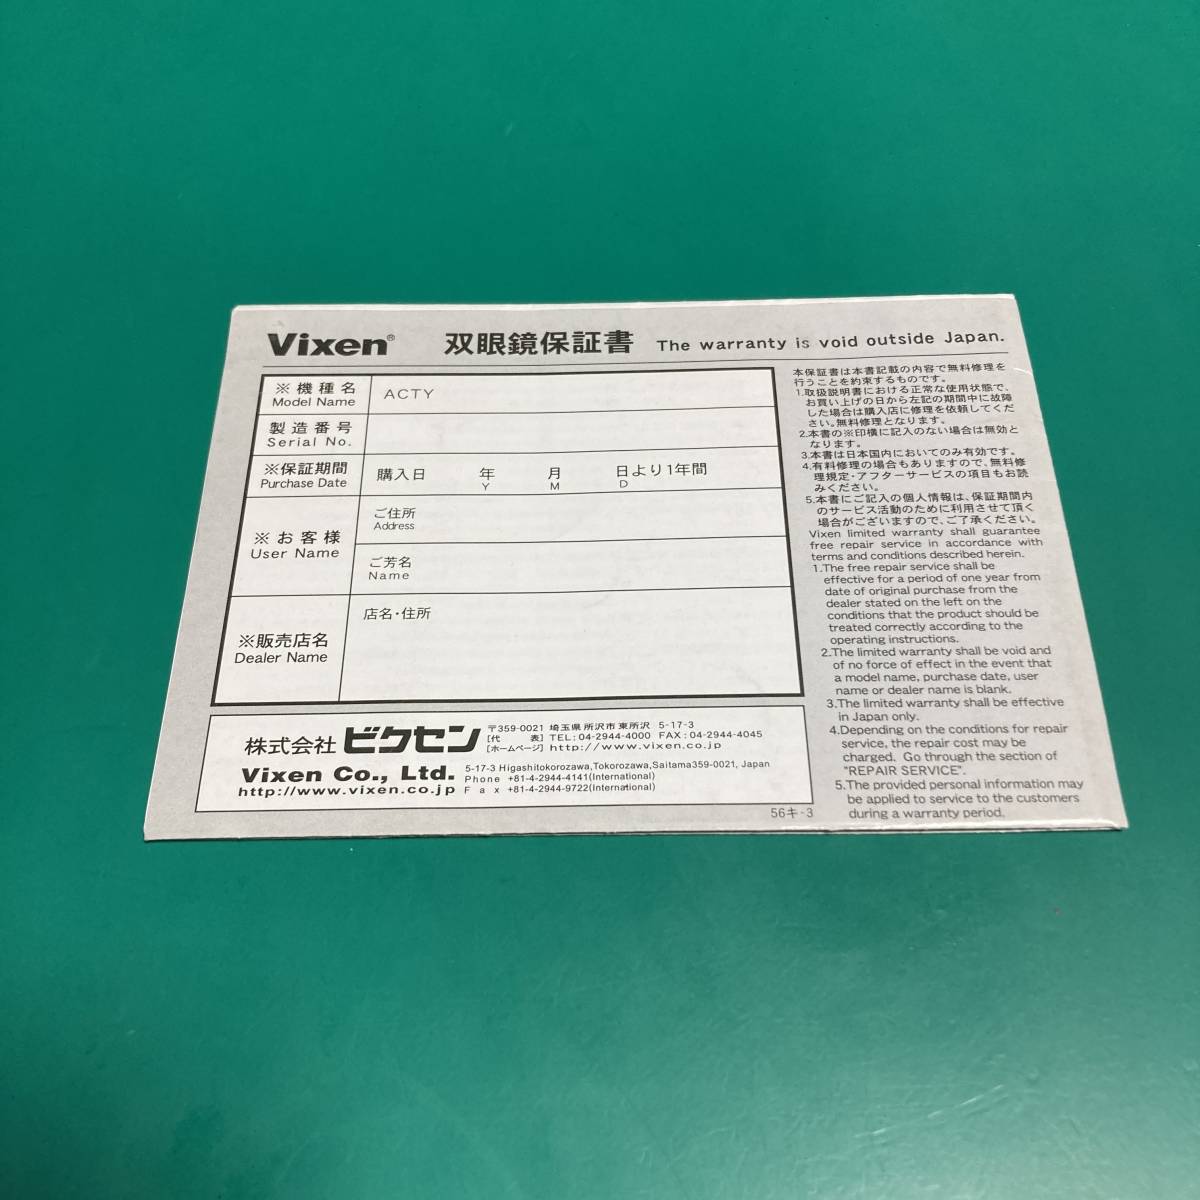 Vixen® 双眼鏡保証書 The warranty is void outside Japan.
※機種名 ACTY
Model Name
製造番号
Serial No.
※保証期間 購入日 年 月 日より1年間
Purchase Date Y M D
※お客様
User Name
ご住所
Address
ご芳名
Name
※販売店名
Dealer Name
店名・住所
株式会社 ビクセン
〒359-0021 埼玉県所沢市東所沢 5-17-3
[代 表] TEL:04-2944-4000 FAX:04-2944-4045
[ホームページ] http://www.vixen.co.jp
Vixen Co., Ltd.
http://www.vixen.co.jp
5-17-3 Higashitokorozawa,Tokorozawa,Saitama359-0021, Japan
Phone +81-4-2944-4141(International)
Fax +81-4-2944-9722(International)
56キ-3
本保証書は本書記載の内容で無料修理を
行うことを約束するものです。
1.取扱説明書における正常な使用状態で、
お買い上げの日から左記の期間中に故障
した場合は購入店に修理を依頼してくだ
さい。無料修理となります。
2.本書の※印欄に記入のない場合は無効と
なります。
3.本書は日本国内においてのみ有効です。
4.有料修理の場合もありますので、無料修
理規定・アフターサービスの項目もお読
みください。
5.本書にご記入の個人情報は、保証期間内
のサービス活動のために利用させて頂く
場合がございますので、ご了承ください。
Vixen limited warranty shall guarantee
free repair service in accordance with
terms and conditions described herein.
1.The free repair service shall be
effective for a period of one year from
date of original purchase from the
dealer stated on the left on the
conditions that the product should be
treated correctly according to the
operating instructions.
2.The limited warranty shall be void and
of no force of effect in the event that
a model name, purchase date, user
name or dealer name is blank.
3.The limited warranty shall be effective
in Japan only.
4.Depending on the conditions for repair
service, the repair cost may be
charged. Go through the section of
"REPAIR SERVICE".
5.The provided personal information may
be applied to service to the customers
during a warranty period.